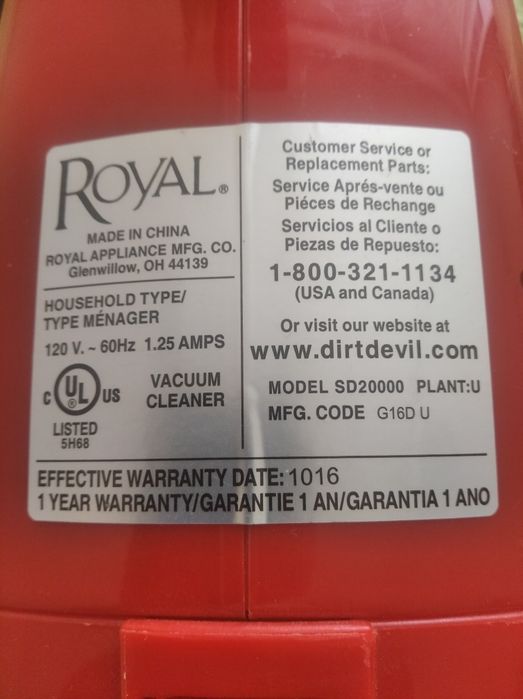 ROYAL®
MADE IN CHINA
ROYAL APPLIANCE MFG. CO.
Glenwillow, OH 44139
HOUSEHOLD TYPE/
TYPE MÉNAGER
120 V. ~ 60Hz 1.25 AMPS
C UL US
LISTED
5H68
VACUUM
CLEANER
Customer Service or
Replacement Parts:
Service Aprés-vente ou
Piéces de Rechange
Servicios al Cliente o
Piezas de Repuesto:
1-800-321-1134
(USA and Canada)
Or visit our website at
www.dirtdevil.com
MODEL SD20000 PLANT:U
MFG. CODE G16D U
EFFECTIVE WARRANTY DATE: 1016
1 YEAR WARRANTY/GARANTIE 1 AN/GARANTIA 1 ANO